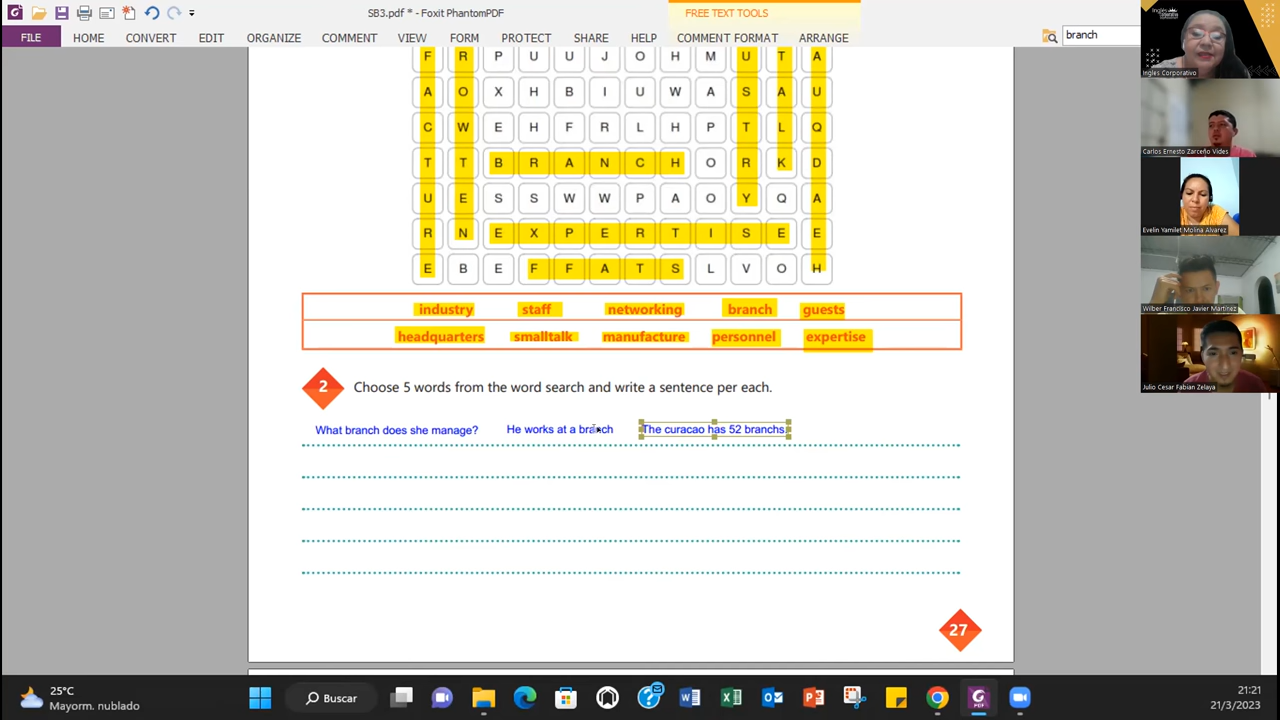 SB3.pdf * - Foxit PhantomPDF
FREE TEXT TOOLS
FILE HOME CONVERT EDIT ORGANIZE COMMENT VIEW FORM PROTECT SHARE HELP COMMENT FORMAT ARRANGE
branch
F R P U U J O H M U T A
A O X H B I U W A S A U
C W E H F R L H P T L Q
T T B R A N C H O R K D
U E S S W W P A O Y Q A
R N E X P E R T I S E E
E B E F F A T S L V O H
industry staff networking branch guests
headquarters smalltalk manufacture personnel expertise
2 Choose 5 words from the word search and write a sentence per each.
What branch does she manage? He works at a branch The curacao has 52 branchs.
27
Inglés Corporativo
Carlos Ernesto Zarceño Vides
Evelin Yamilet Molina Alvarez
Wilber Francisco Javier Martinez
Julio Cesar Fabian Zelaya
25°C
Mayorm. nublado
Buscar
21:21
21/3/2023